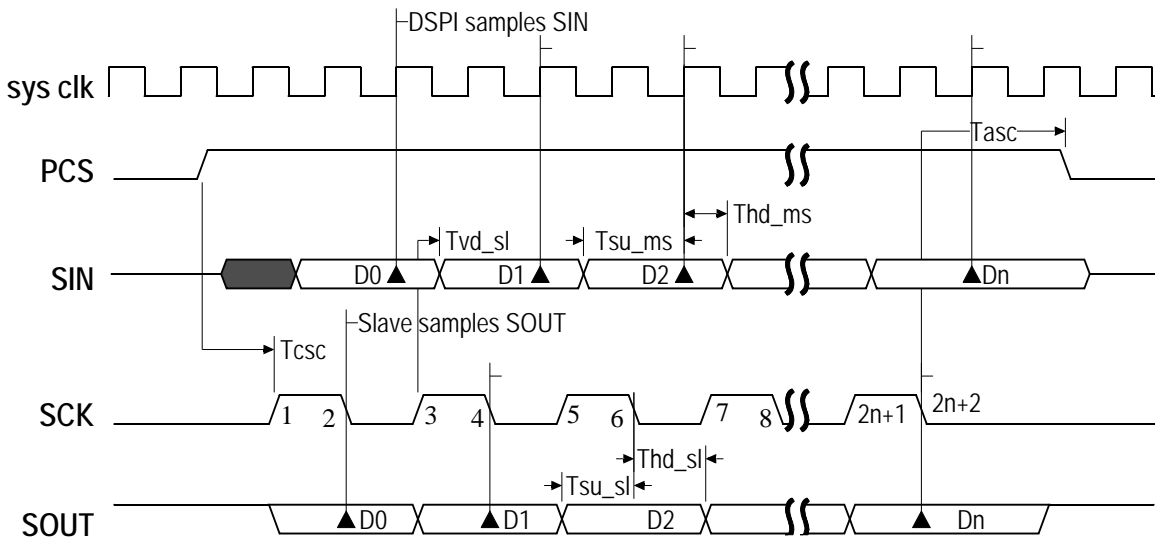 DSPI samples SIN
sys clk
Tasc
PCS
Thd_ms
Tvd_sl
Tsu_ms
SIN
D0
D1
D2
Dn
Slave samples SOUT
Tcsc
SCK
1
2
3
4
5
6
7
8
2n+1
2n+2
Thd_sl
Tsu_sl
SOUT
D0
D1
D2
Dn